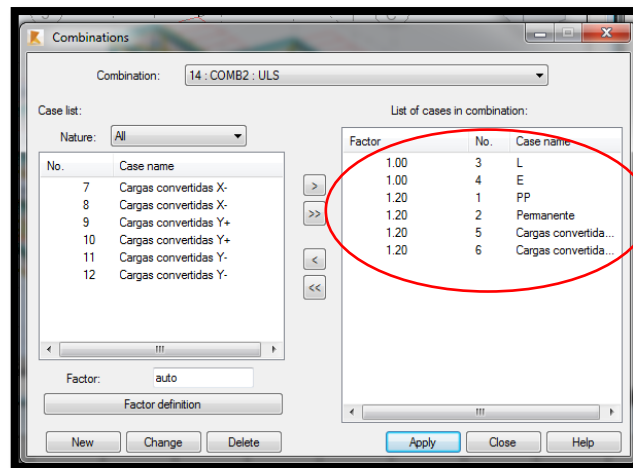 Combinations
Combination: 14 : COMB2 : ULS
Case list:
Nature: All
No. Case name
7 Cargas convertidas X-
8 Cargas convertidas X-
9 Cargas convertidas Y+
10 Cargas convertidas Y+
11 Cargas convertidas Y-
12 Cargas convertidas Y-
>
>>
<
<<
List of cases in combination:
Factor No. Case name
1.00 3 L
1.00 4 E
1.20 1 PP
1.20 2 Permanente
1.20 5 Cargas convertida...
1.20 6 Cargas convertida...
Factor: auto
Factor definition
New Change Delete
Apply Close Help